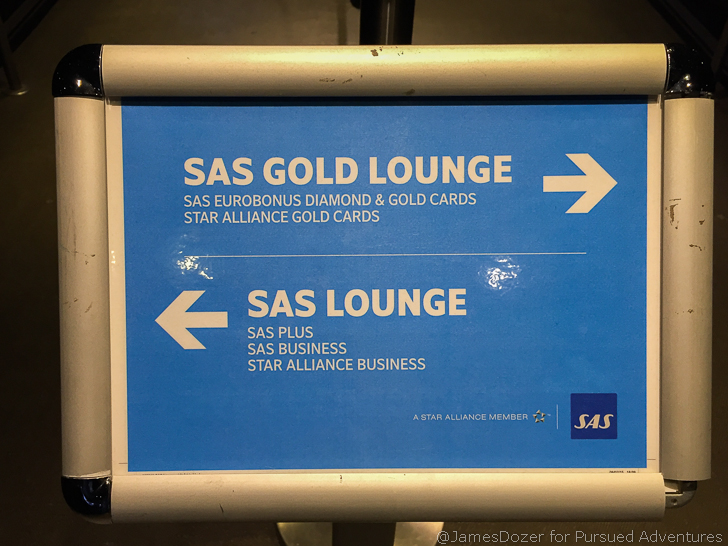 SAS GOLD LOUNGE
SAS EUROBONUS DIAMOND & GOLD CARDS
STAR ALLIANCE GOLD CARDS
SAS LOUNGE
SAS PLUS
SAS BUSINESS
STAR ALLIANCE BUSINESS
A STAR ALLIANCE MEMBER
SAS
@JamesDozer for Pursued Adventures